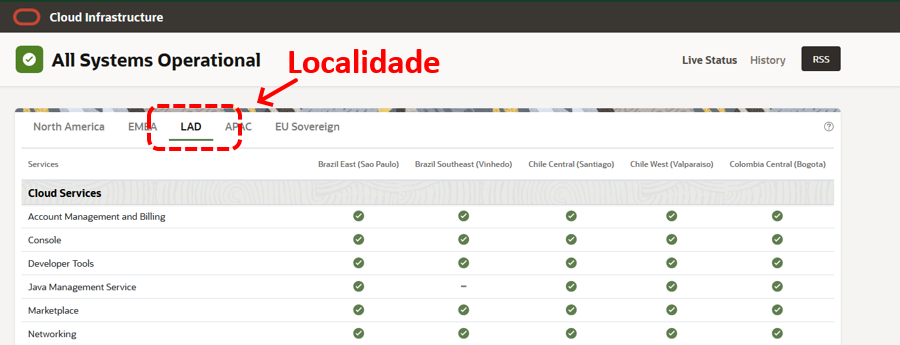 Cloud Infrastructure
All Systems Operational
Localidade
Live Status History RSS
North America EMEA LAD APAC EU Sovereign
Services Brazil East (Sao Paulo) Brazil Southeast (Vinhedo) Chile Central (Santiago) Chile West (Valparaiso) Colombia Central (Bogota)
Cloud Services
Account Management and Billing
Console
Developer Tools
Java Management Service –
Marketplace
Networking